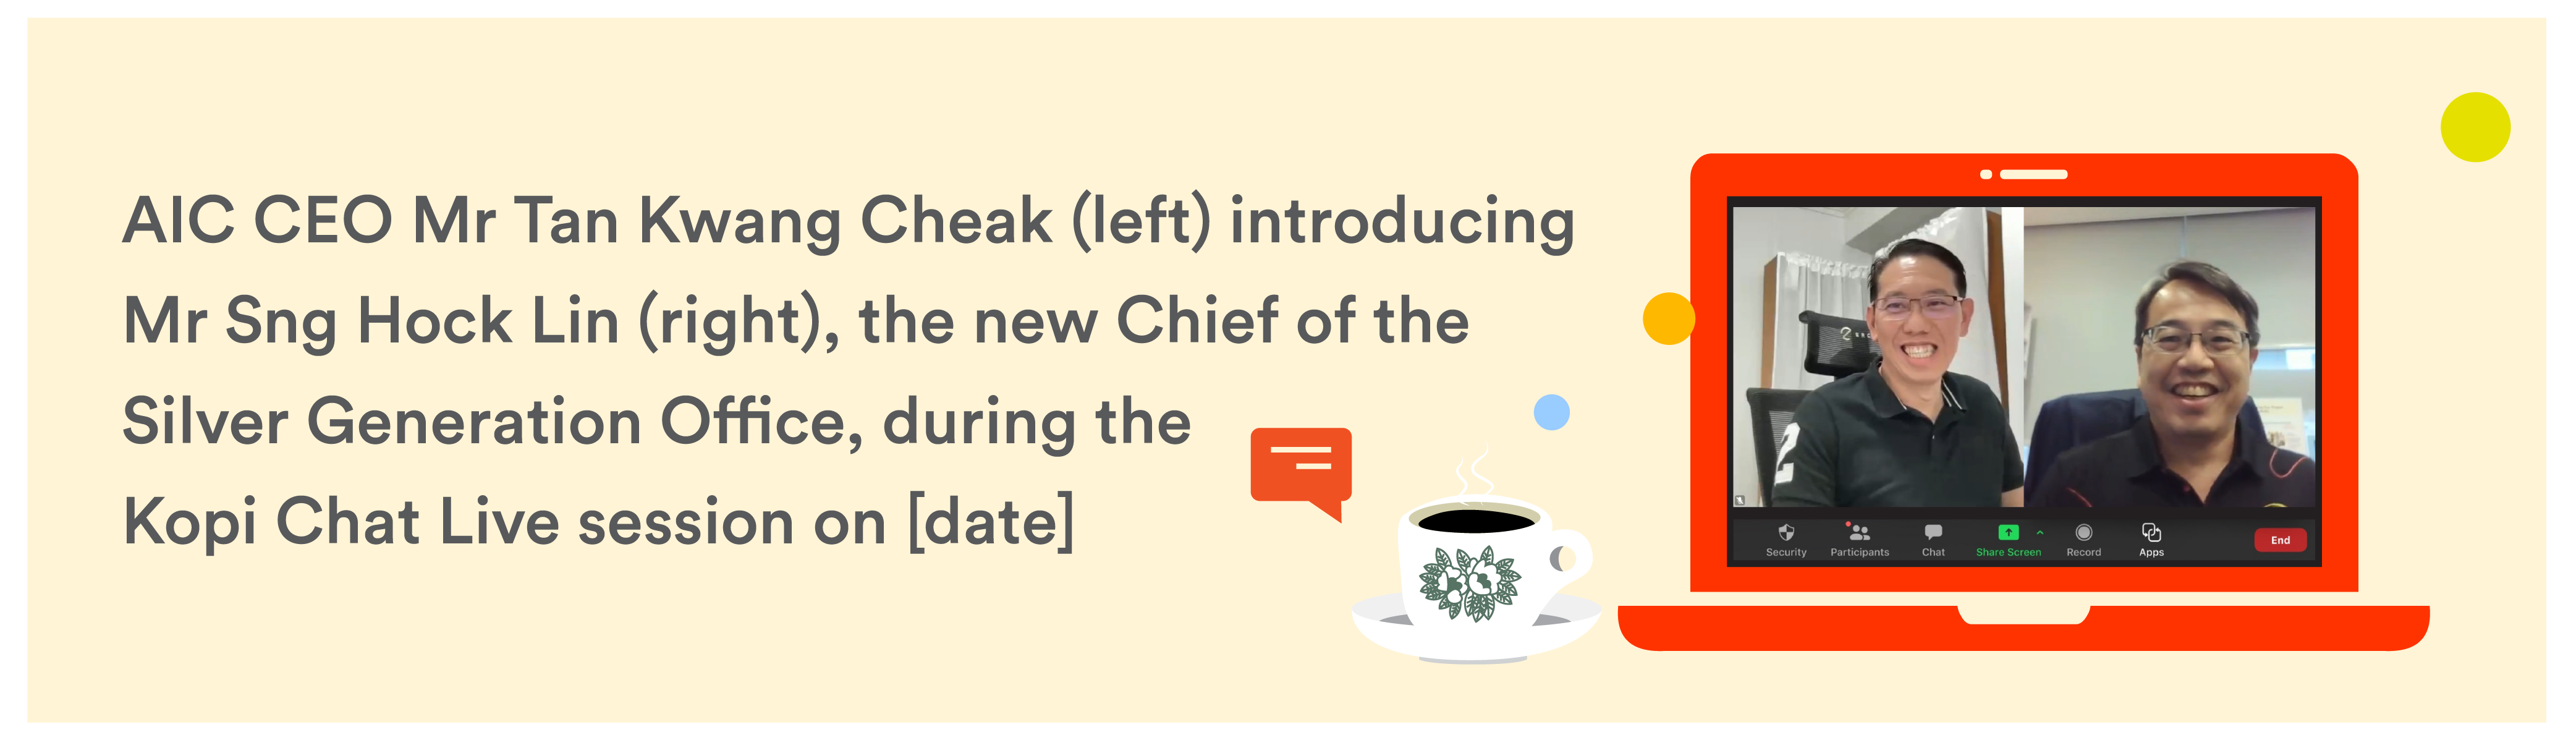 AIC CEO Mr Tan Kwang Cheak (left) introducing
Mr Sng Hock Lin (right), the new Chief of the
Silver Generation Office, during the
Kopi Chat Live session on [date]
2
Security Participants Chat Share Screen Record Apps End